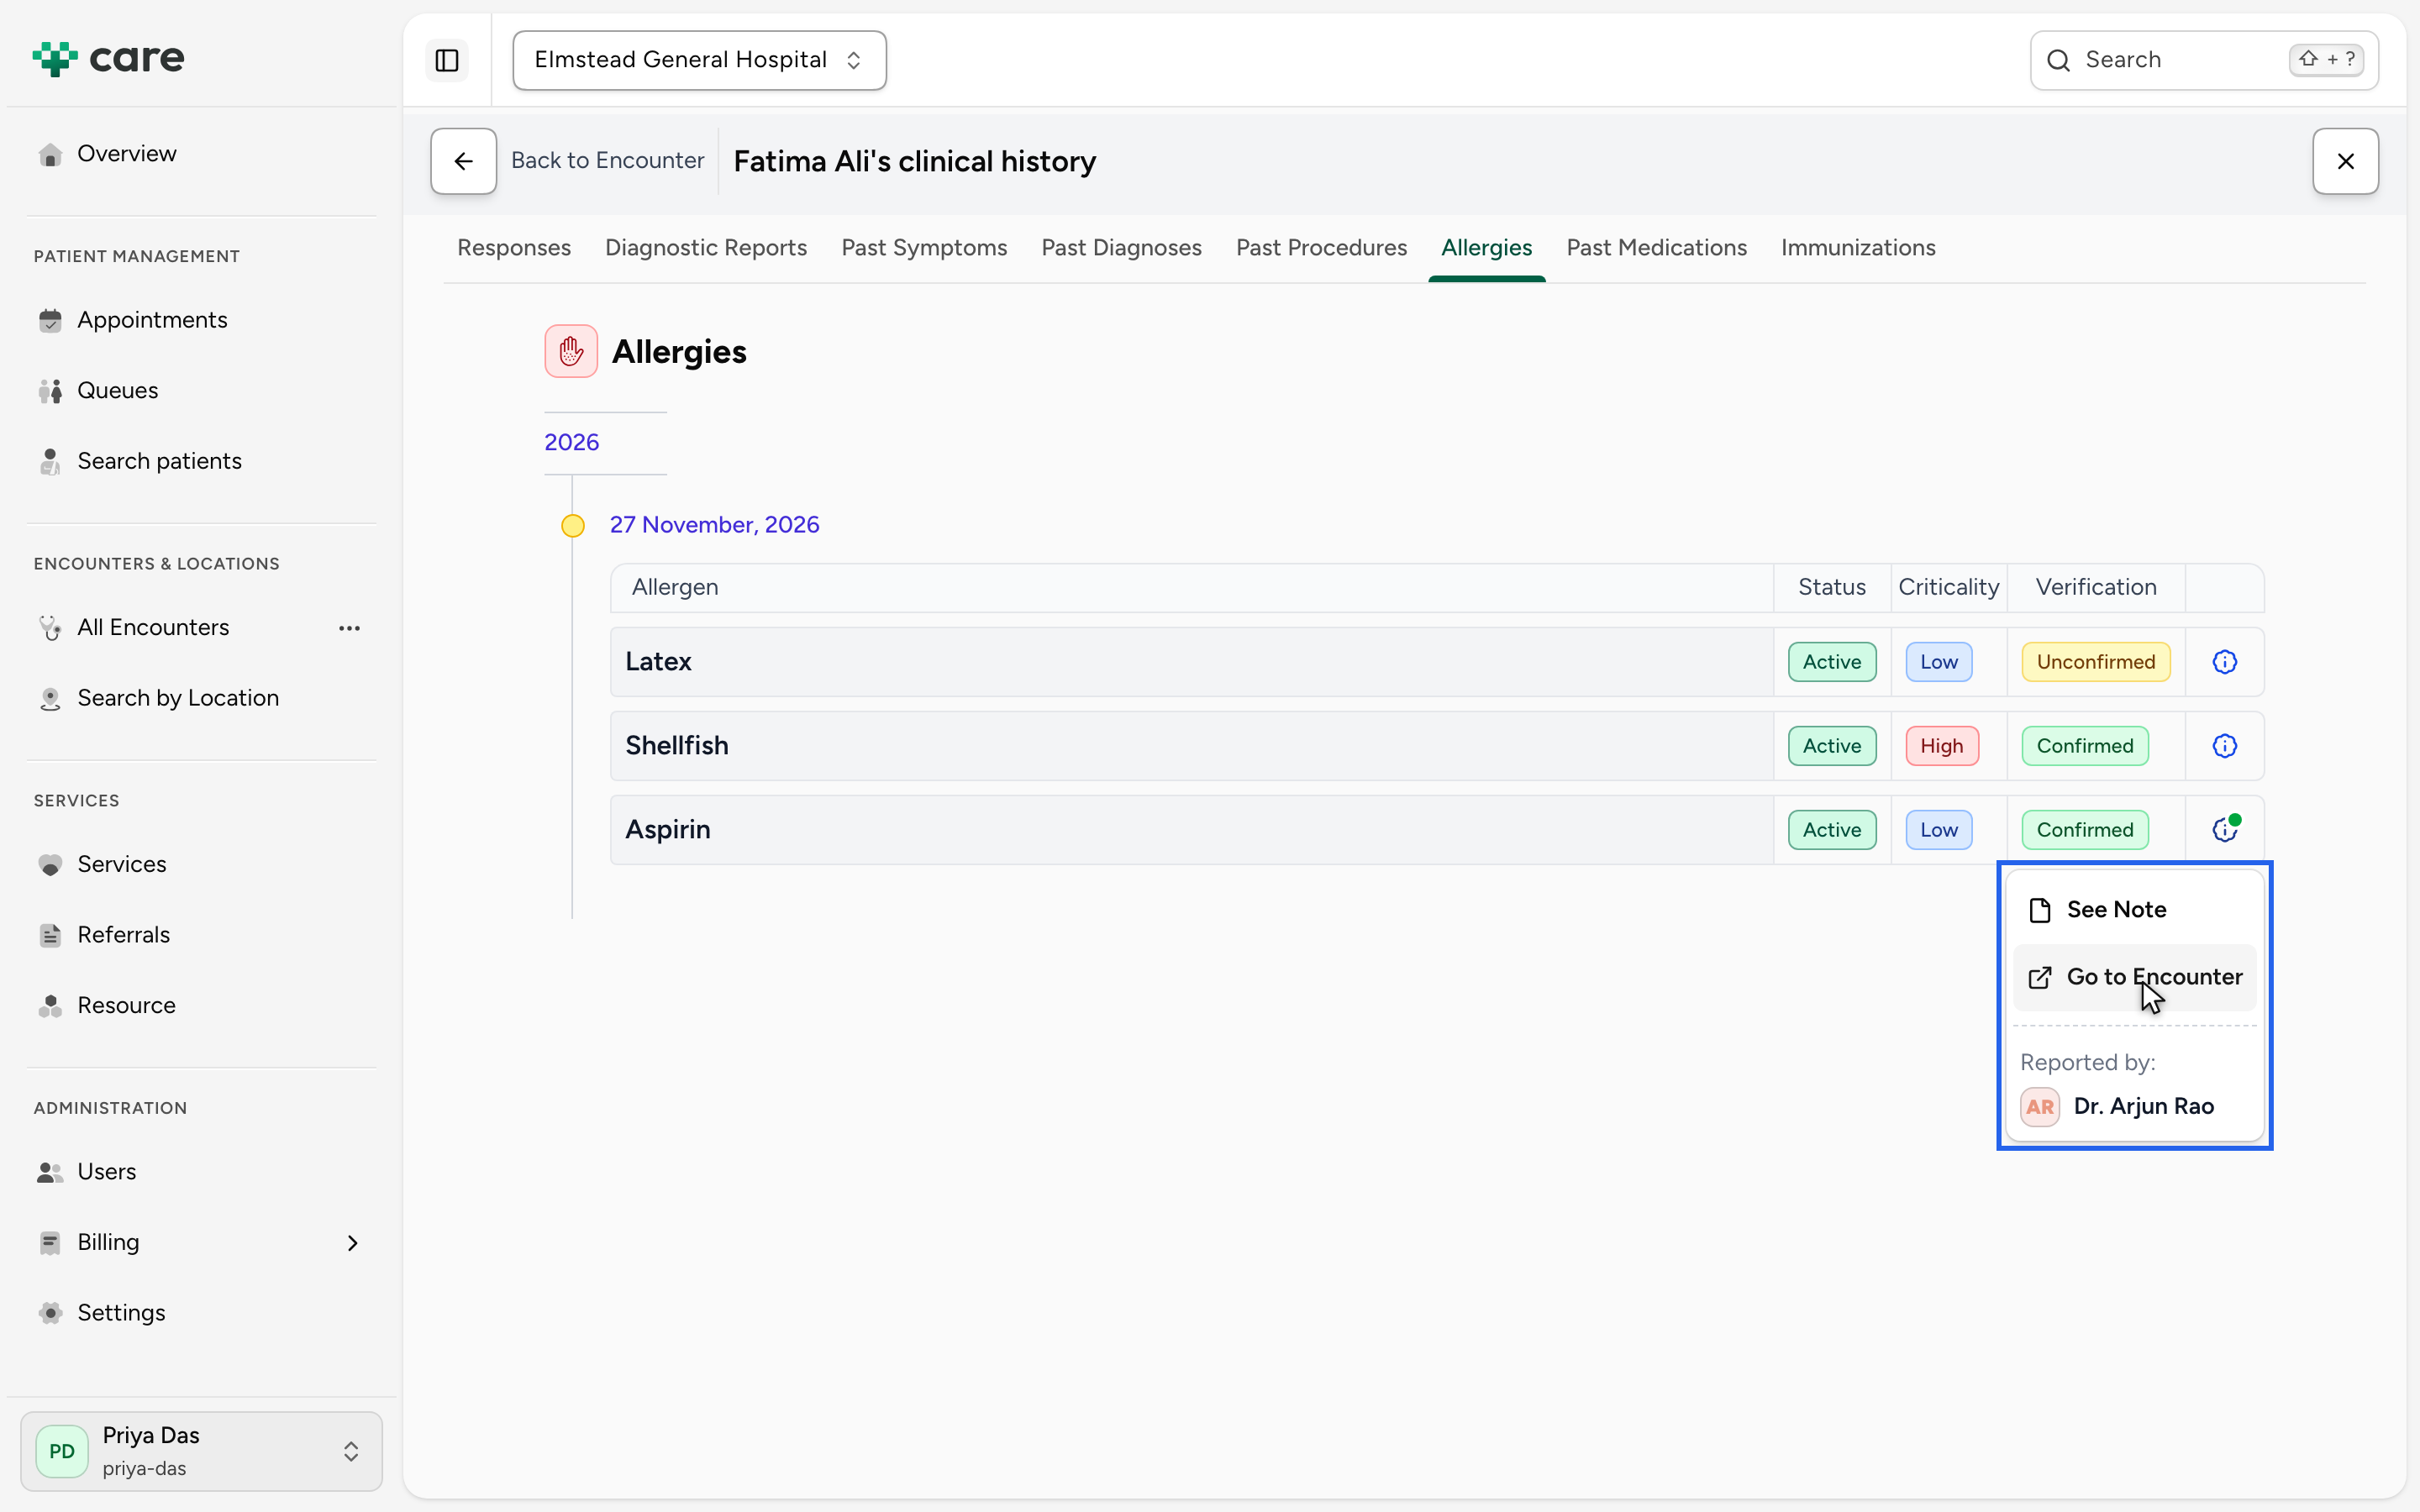 care
Elmstead General Hospital
Search
+ ?
Overview
Back to Encounter
Fatima Ali's clinical history
PATIENT MANAGEMENT
Appointments
Queues
Search patients
ENCOUNTERS & LOCATIONS
All Encounters
Search by Location
SERVICES
Services
Referrals
Resource
ADMINISTRATION
Users
Billing
Settings
PD
Priya Das
priya-das
Responses Diagnostic Reports Past Symptoms Past Diagnoses Past Procedures Allergies Past Medications Immunizations
Allergies
2026
27 November, 2026
Allergen Status Criticality Verification
Latex Active Low Unconfirmed
Shellfish Active High Confirmed
Aspirin Active Low Confirmed
See Note
Go to Encounter
Reported by:
AR Dr. Arjun Rao